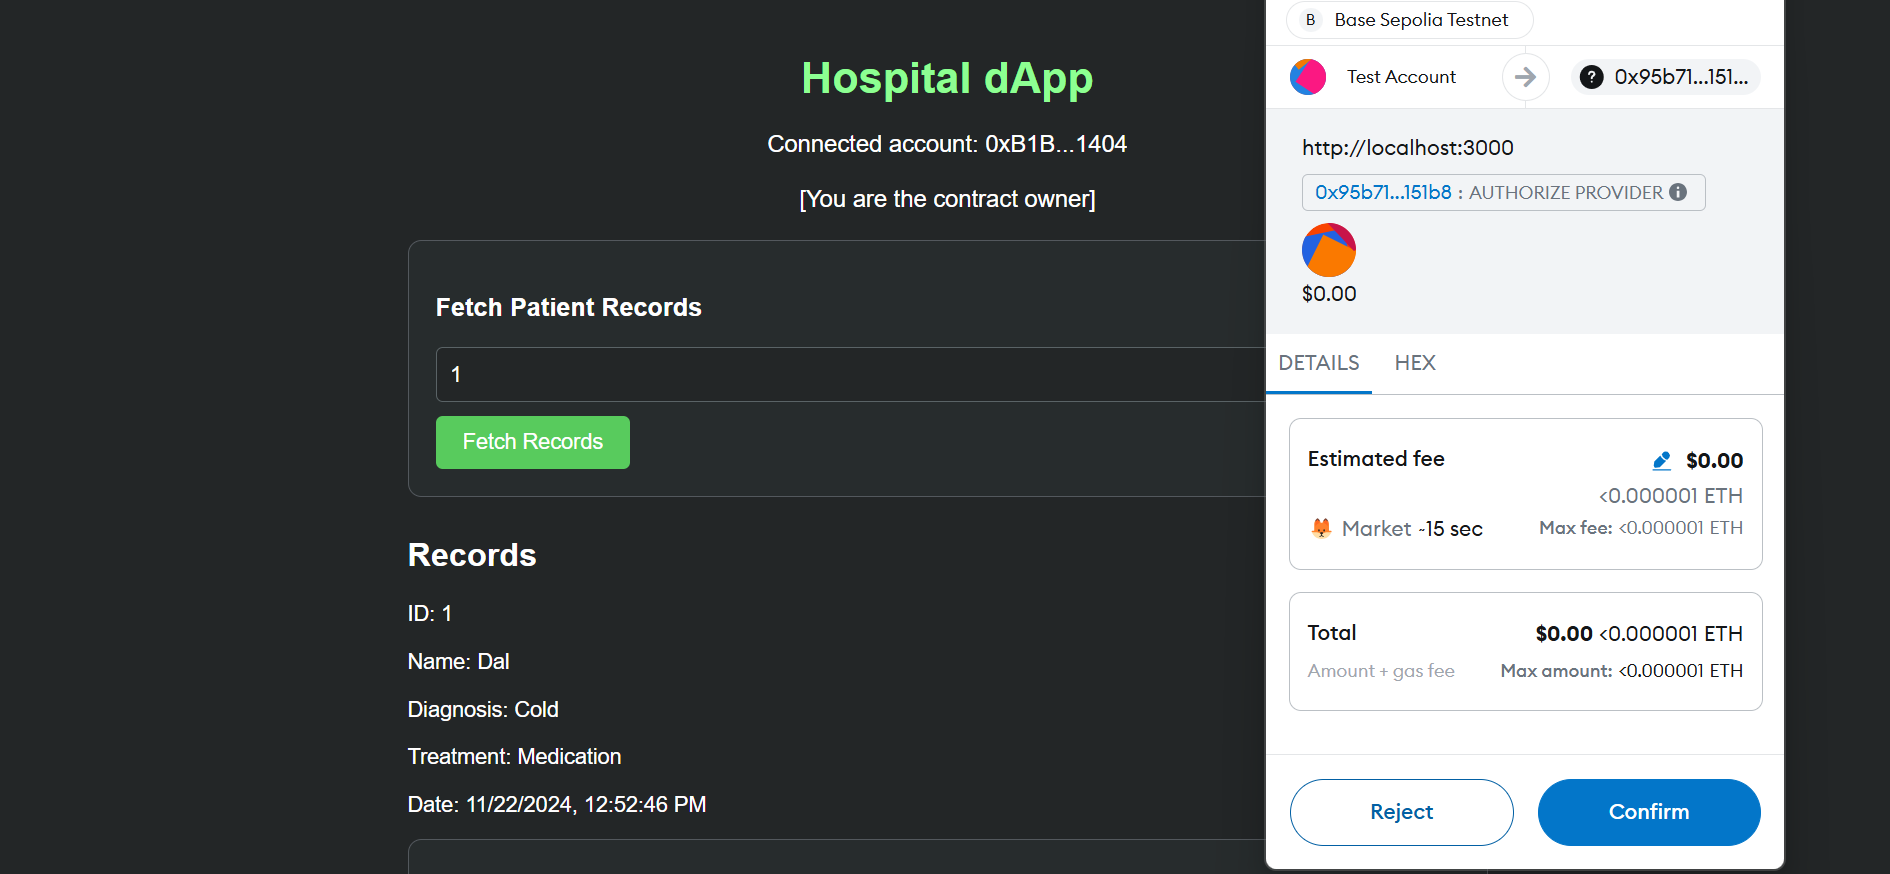 Hospital dApp
Connected account: 0xB1B...1404
[You are the contract owner]
Fetch Patient Records
1
Fetch Records
Records
ID: 1
Name: Dal
Diagnosis: Cold
Treatment: Medication
Date: 11/22/2024, 12:52:46 PM
B Base Sepolia Testnet
Test Account ? 0x95b71...151...
http://localhost:3000
0x95b71...151b8 : AUTHORIZE PROVIDER i
$0.00
DETAILS HEX
Estimated fee $0.00
<0.000001 ETH
Market ~15 sec Max fee: <0.000001 ETH
Total $0.00 <0.000001 ETH
Amount + gas fee Max amount: <0.000001 ETH
Reject Confirm